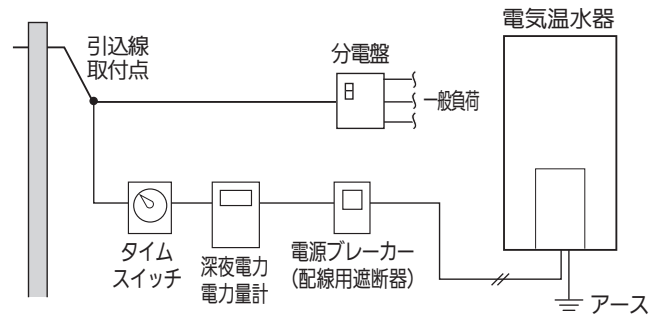 電気温水器
引込線
取付点
分電盤
一般負荷
タイム
スイッチ
深夜電力
電力量計
電源ブレーカー
（配線用遮断器）
アース